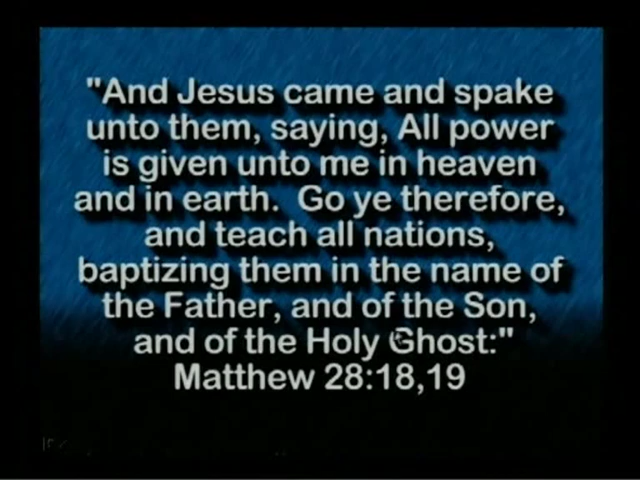 "And Jesus came and spake
unto them, saying, All power
is given unto me in heaven
and in earth.  Go ye therefore,
and teach all nations,
baptizing them in the name of
the Father, and of the Son,
and of the Holy Ghost:"
Matthew 28:18,19